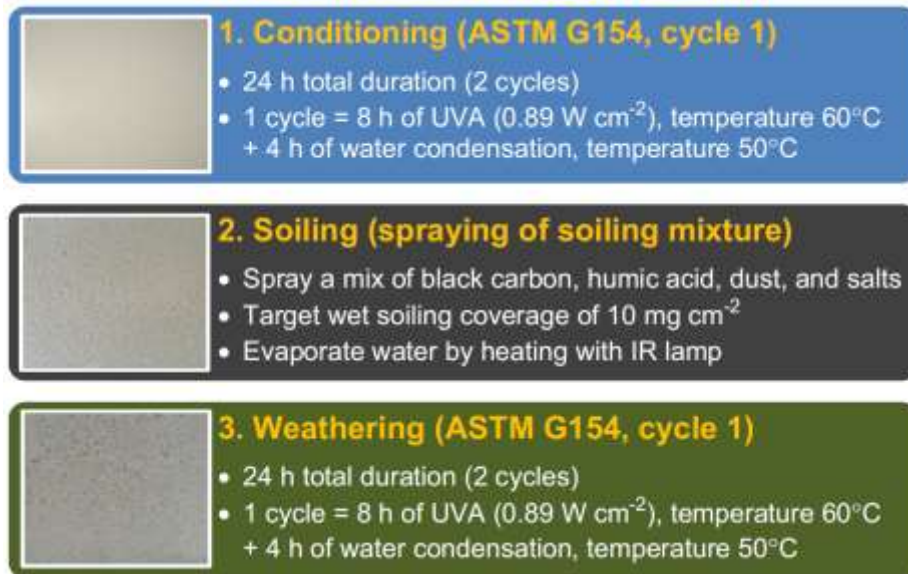 1. Conditioning (ASTM G154, cycle 1)
• 24 h total duration (2 cycles)
• 1 cycle = 8 h of UVA (0.89 W cm⁻²), temperature 60°C
+ 4 h of water condensation, temperature 50°C
2. Soiling (spraying of soiling mixture)
• Spray a mix of black carbon, humic acid, dust, and salts
• Target wet soiling coverage of 10 mg cm⁻²
• Evaporate water by heating with IR lamp
3. Weathering (ASTM G154, cycle 1)
• 24 h total duration (2 cycles)
• 1 cycle = 8 h of UVA (0.89 W cm⁻²), temperature 60°C
+ 4 h of water condensation, temperature 50°C